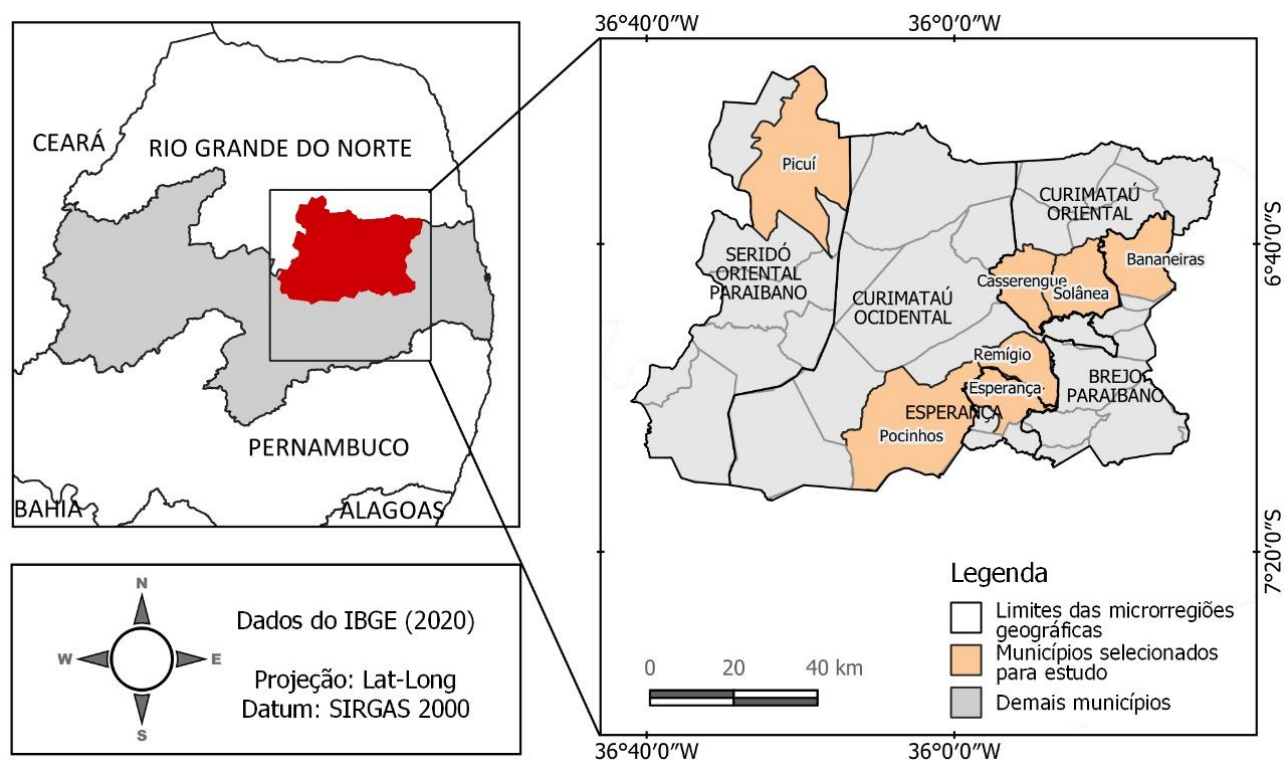 CEARÁ
RIO GRANDE DO NORTE
PERNAMBUCO
BAHIA
ALAGOAS
36°40'0"W
36°0'0"W
Picuí
CURIMATAÚ
ORIENTAL
6°40'0"S
SERIDÓ
ORIENTAL
PARAIBANO
Bananeiras
Casserengue
Solânea
CURIMATAÚ
OCIDENTAL
Remígio
BREJO
PARAIBANO
Esperança
ESPERANÇA
Pocinhos
7°20'0"S
Legenda
Limites das microrregiões
geográficas
Municípios selecionados
para estudo
Demais municípios
0 20 40 km
36°40'0"W
36°0'0"W
N
W
E
S
Dados do IBGE (2020)
Projeção: Lat-Long
Datum: SIRGAS 2000